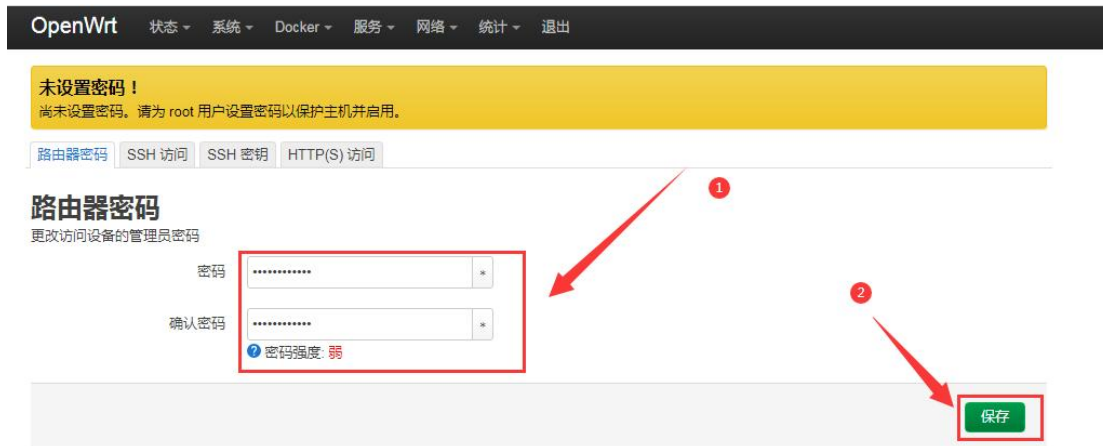 OpenWrt 状态 系统 Docker 服务 网络 统计 退出
未设置密码！
尚未设置密码。请为 root 用户设置密码以保护主机并启用。
路由器密码 SSH 访问 SSH 密钥 HTTP(S) 访问
1
路由器密码
更改访问设备的管理员密码
密码 •••••••••••• *
2
确认密码 •••••••••••• *
? 密码强度: 弱
保存